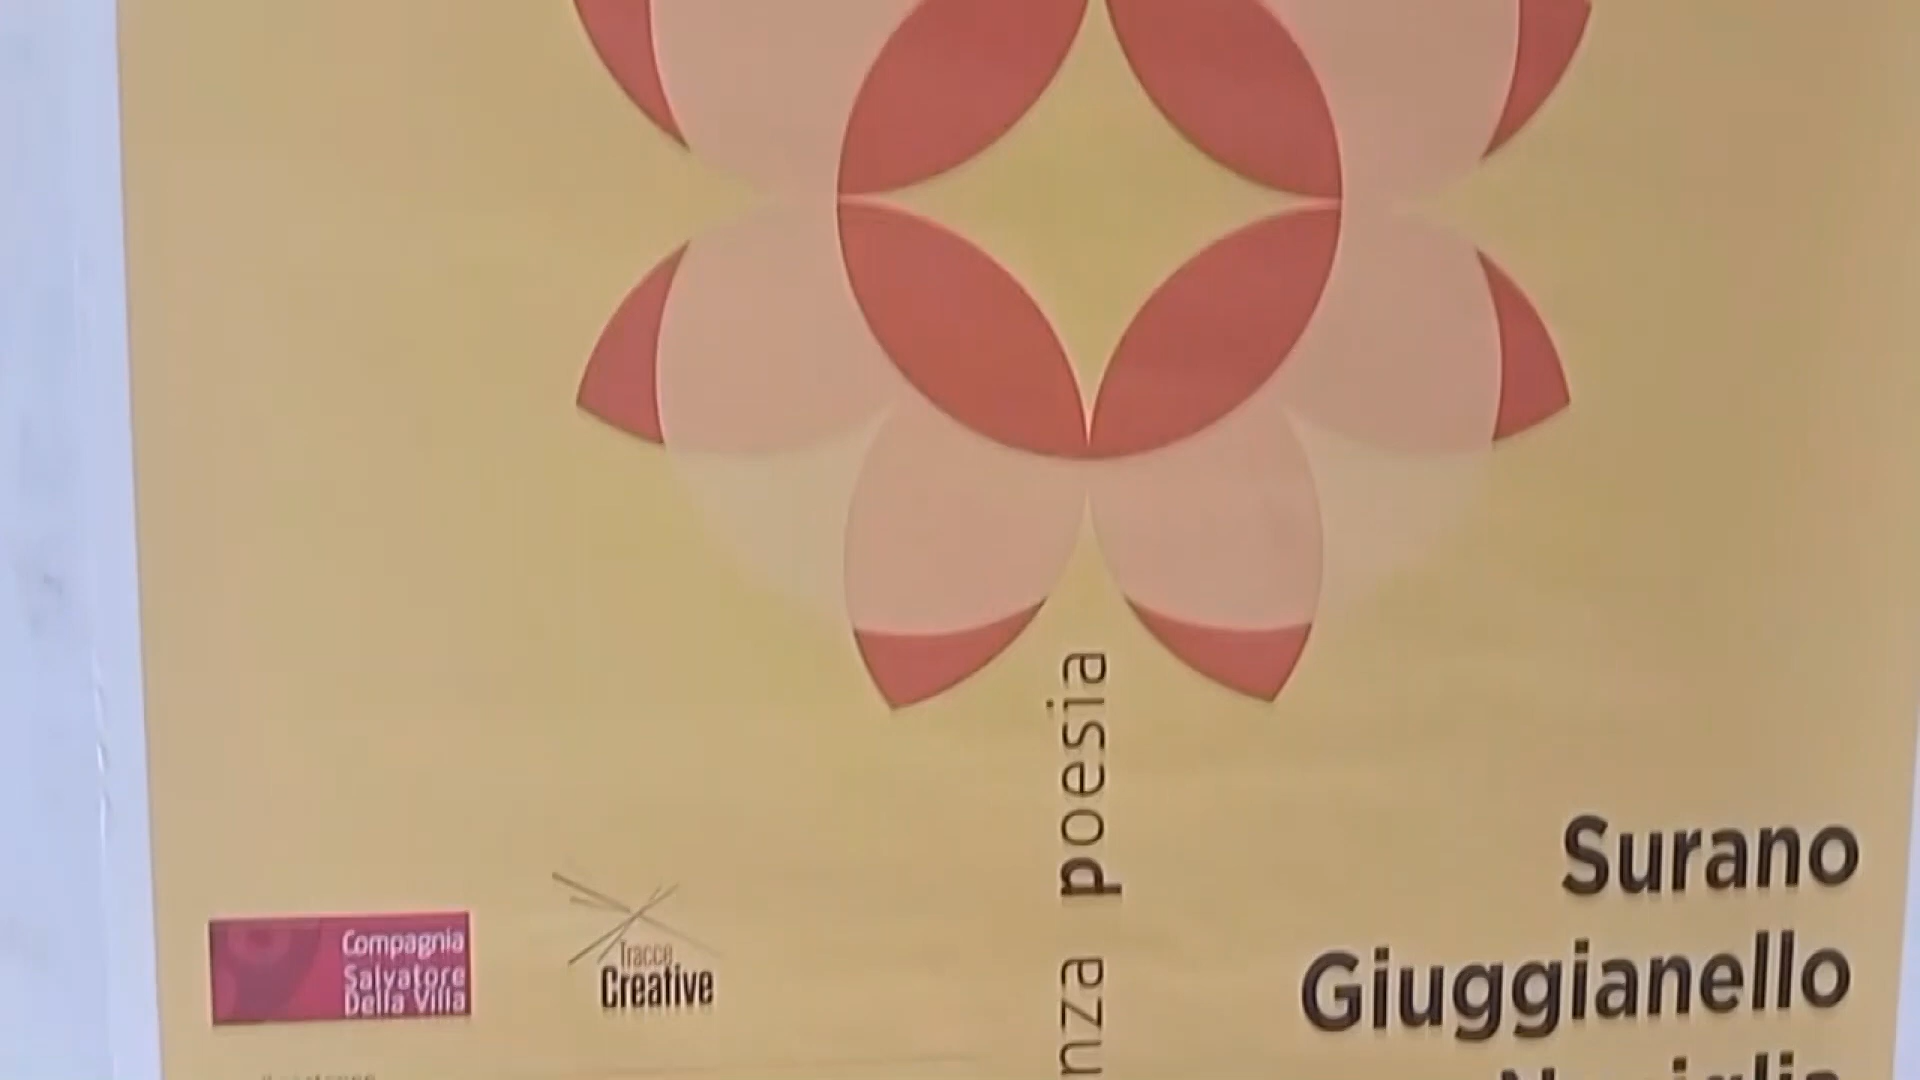 poesia
nza
Surano
Giuggianello
Compagnia
Salvatore
Della Villa
Tracce
Creative